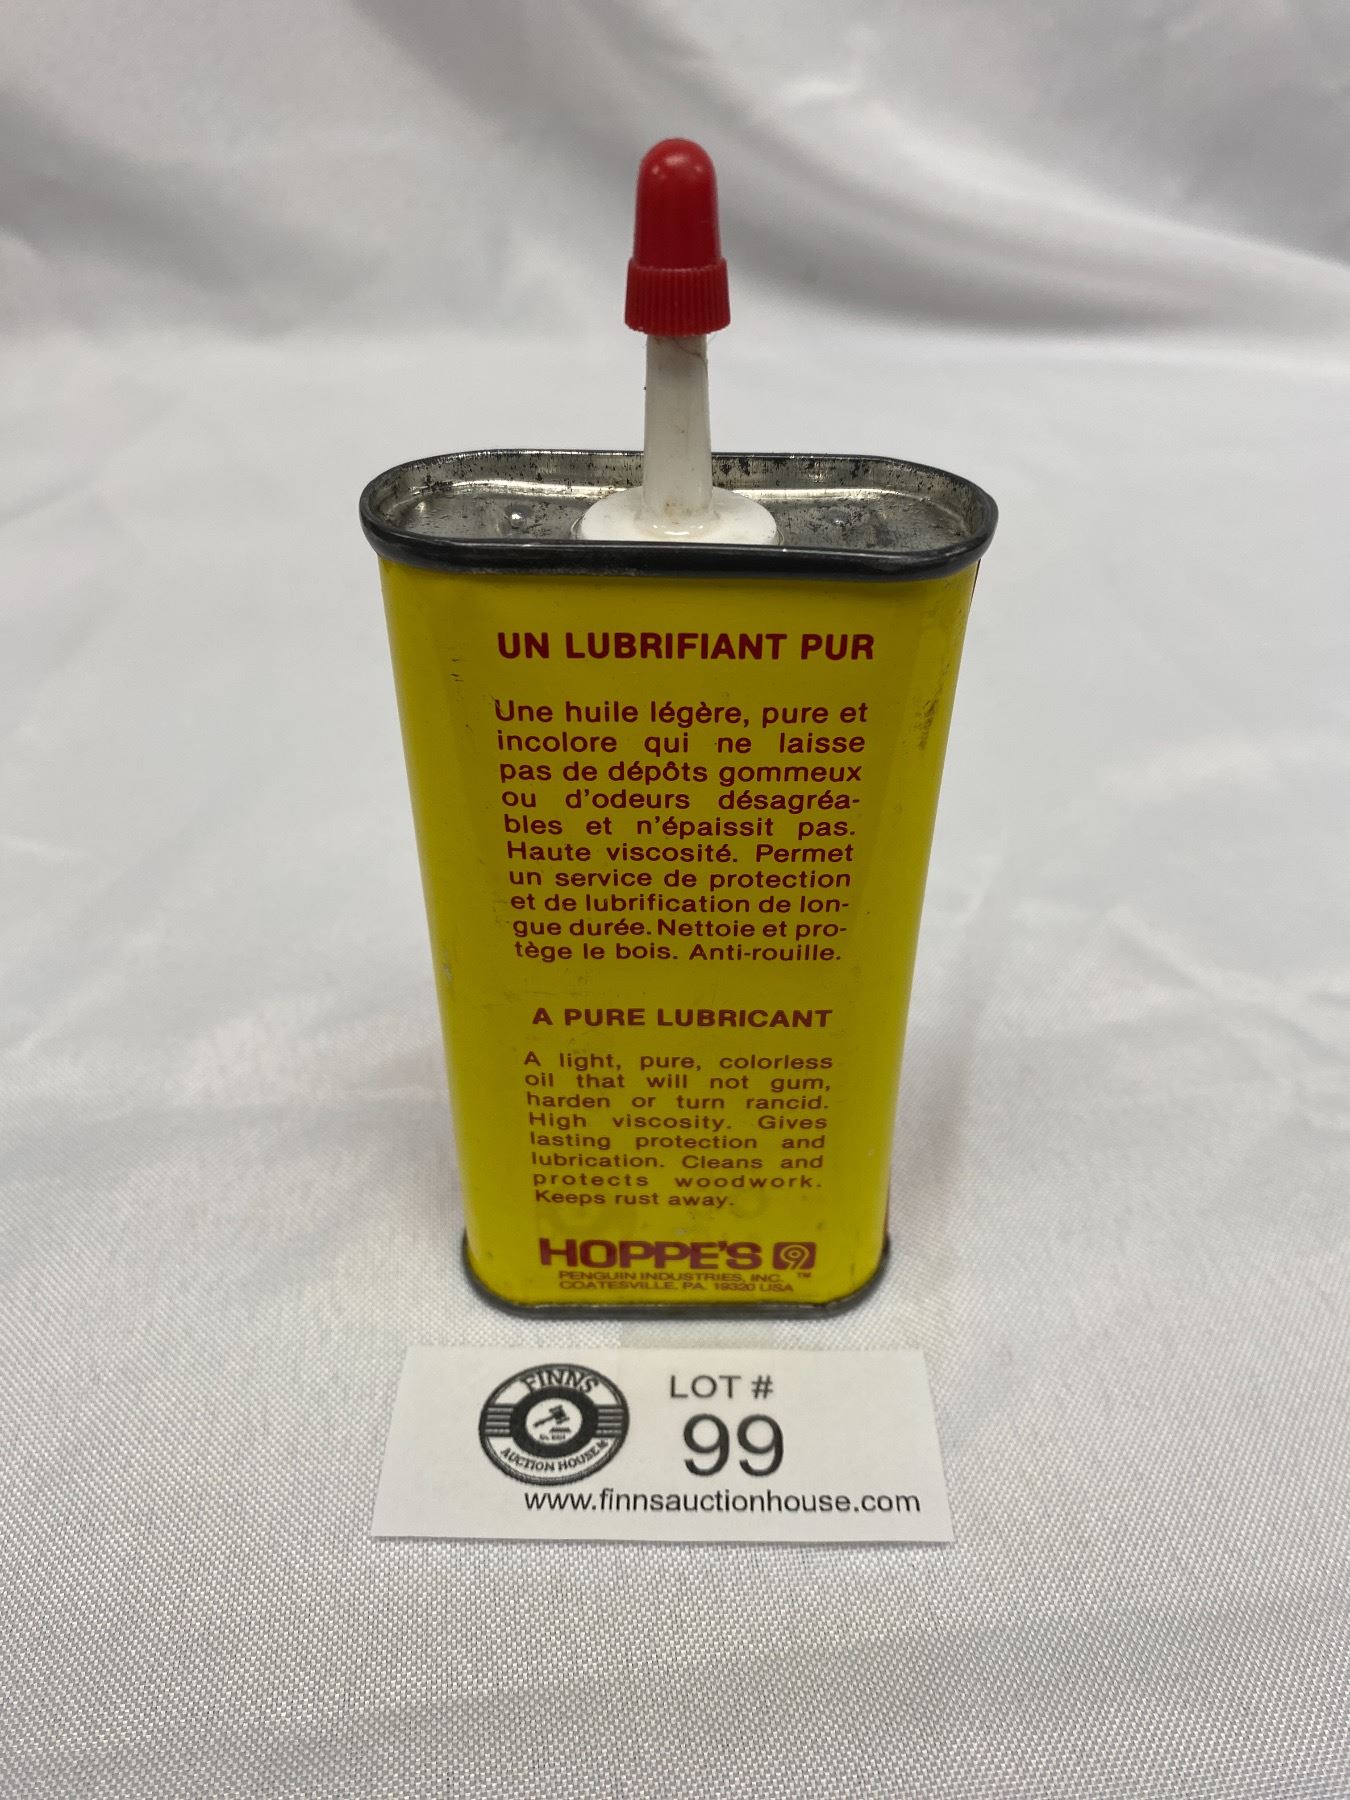 UN LUBRIFIANT PUR
Une huile légère, pure et
incolore qui ne laisse
pas de dépôts gommeux
ou d'odeurs désagréa-
bles et n'épaissit pas.
Haute viscosité. Permet
un service de protection
et de lubrification de lon-
gue durée. Nettoie et pro-
tège le bois. Anti-rouille.
A PURE LUBRICANT
A light, pure, colorless
oil that will not gum,
harden or turn rancid.
High viscosity. Gives
lasting protection and
lubrication. Cleans and
protects woodwork.
Keeps rust away.
HOPPE'S 9
PENGUIN INDUSTRIES, INC. ™
COATESVILLE, PA. 19320 USA
FINNS
AUCTION HOUSE
LOT #
99
www.finnsauctionhouse.com